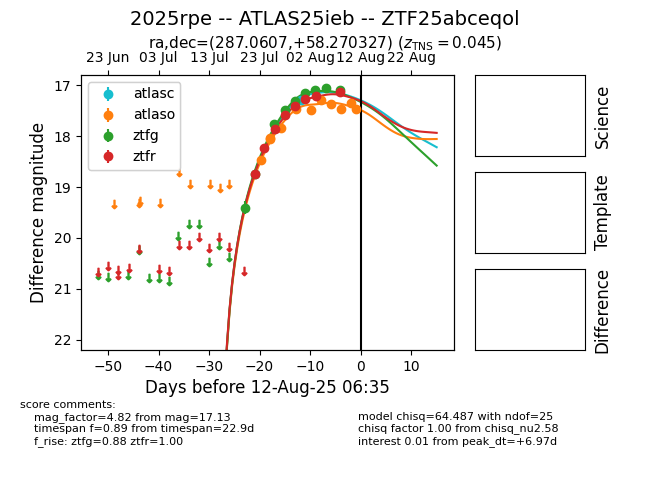 2025rpe -- ATLAS25ieb -- ZTF25abceqol
ra,dec=(287.0607,+58.270327) (z_TNS = 0.045)
23 Jun 03 Jul 13 Jul 23 Jul 02 Aug 12 Aug 22 Aug
atlasc
atlaso
ztfg
ztfr
17
18
19
20
21
22
Difference magnitude
−50 −40 −30 −20 −10 0 10
Days before 12-Aug-25 06:35
Science
Template
Difference
score comments:
mag_factor=4.82 from mag=17.13
timespan f=0.89 from timespan=22.9d
f_rise: ztfg=0.88 ztfr=1.00
model chisq=64.487 with ndof=25
chisq factor 1.00 from chisq_nu2.58
interest 0.01 from peak_dt=+6.97d